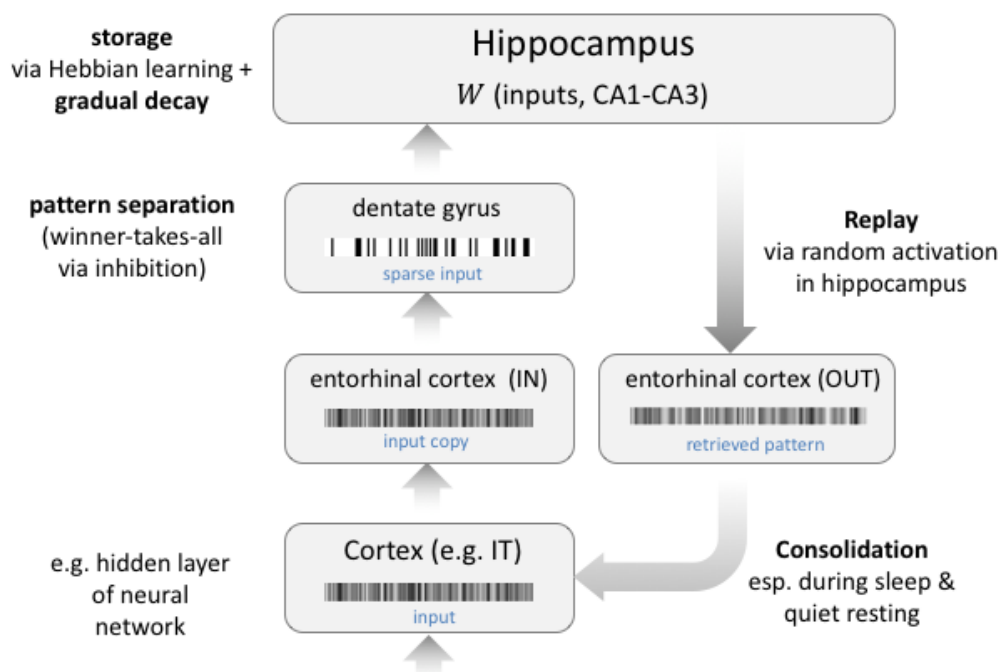 storage
via Hebbian learning +
gradual decay
Hippocampus
W (inputs, CA1-CA3)
pattern separation
(winner-takes-all
via inhibition)
dentate gyrus
sparse input
Replay
via random activation
in hippocampus
entorhinal cortex (IN)
input copy
entorhinal cortex (OUT)
retrieved pattern
e.g. hidden layer
of neural
network
Cortex (e.g. IT)
input
Consolidation
esp. during sleep &
quiet resting